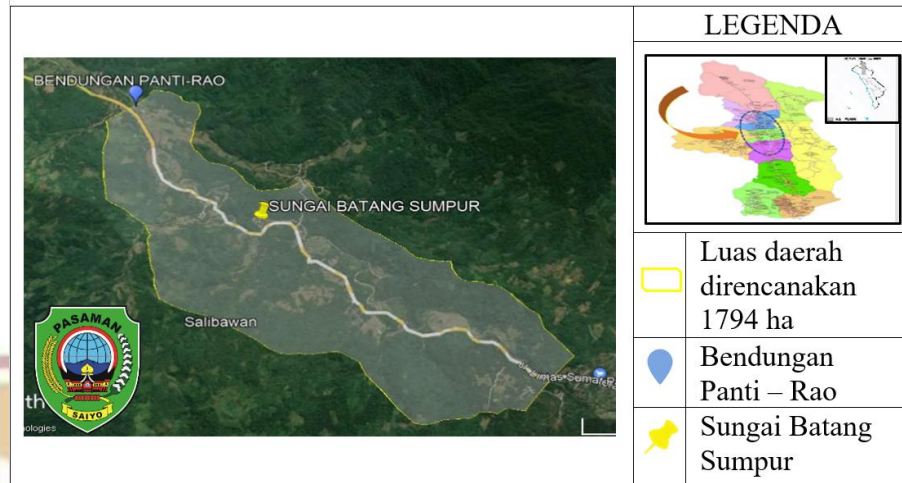 LEGENDA
BENDUNGAN PANTI-RAO
SUNGAI BATANG SUMPUR
Salibawan
PASAMAN
SAIYO
Luas daerah
direncanakan
1794 ha
Bendungan
Panti – Rao
Sungai Batang
Sumpur